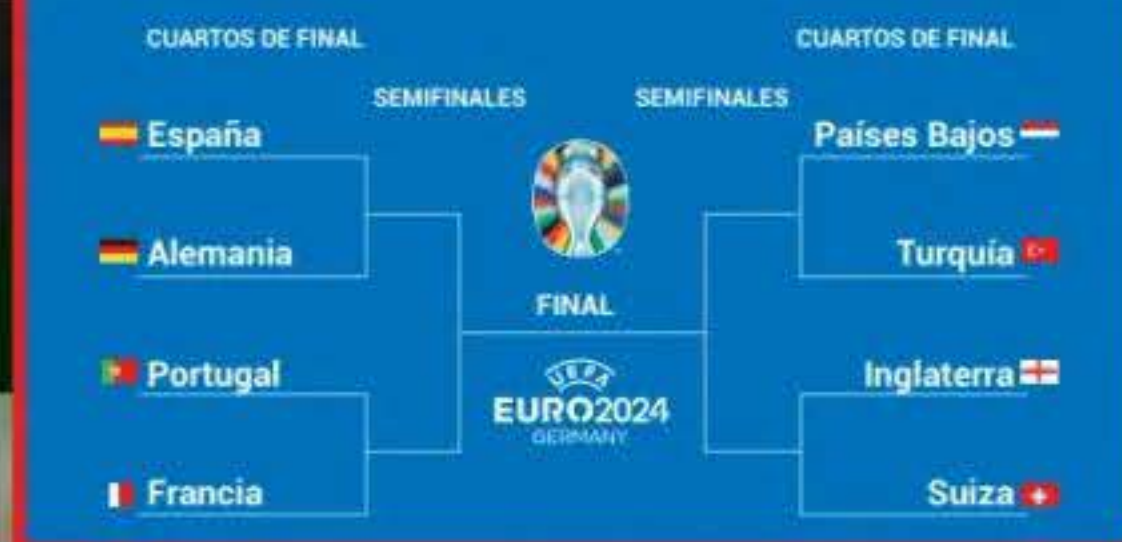 CUARTOS DE FINAL
CUARTOS DE FINAL
SEMIFINALES
SEMIFINALES
España
Países Bajos
Alemania
Turquía
FINAL
Portugal
Inglaterra
UEFA
EURO2024
GERMANY
Francia
Suiza